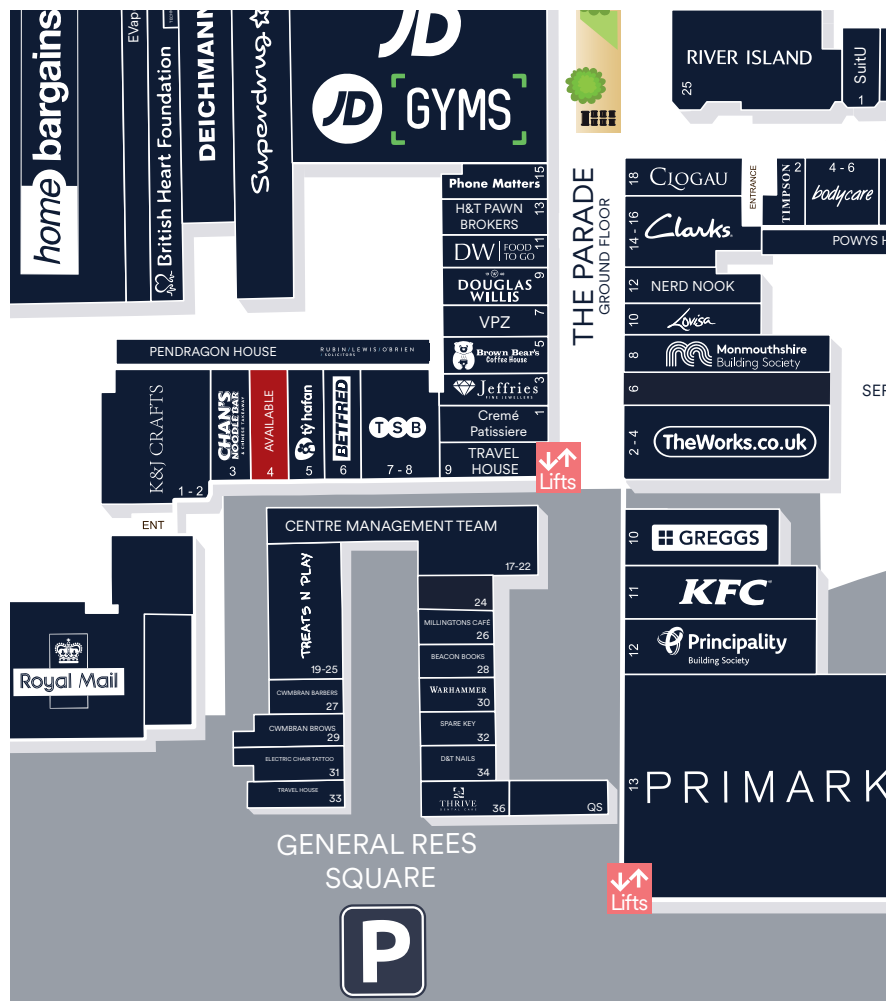 home bargains
EVap
British Heart Foundation
DEICHMANN
Superdrug
JD
JD GYMS
RIVER ISLAND
25
SuitU
1
Phone Matters
15
H&T PAWN
BROKERS
13
DW FOOD
TO GO
11
DOUGLAS
WILLIS
9
VPZ
7
Brown Bear's
Coffee House
5
Jeffries
FINE JEWELLERS
3
Cremé
Patissiere
1
TRAVEL
HOUSE
9
THE PARADE
GROUND FLOOR
18
CLOGAU
ENTRANCE
TIMPSON
2
4 - 6
bodycare
14 - 16
Clarks
POWYS H
12
NERD NOOK
10
Lovisa
8
Monmouthshire
Building Society
6
SER
2 - 4
TheWorks.co.uk
PENDRAGON HOUSE
RUBIN/LEWIS/O'BRIEN
SOLICITORS
K&J CRAFTS
1 - 2
CHAN'S
NOODLE BAR
& CHINESE TAKEAWAY
3
AVAILABLE
4
tŷ hafan
5
BETFRED
6
TSB
7 - 8
Lifts
ENT
CENTRE MANAGEMENT TEAM
17-22
TREATS N PLAY
19-25
24
MILLINGTONS CAFÉ
26
BEACON BOOKS
28
WARHAMMER
30
SPARE KEY
32
D&T NAILS
34
THRIVE
DENTAL CARE
36
QS
CWMBRAN BARBERS
27
CWMBRAN BROWS
29
ELECTRIC CHAIR TATTOO
31
TRAVEL HOUSE
33
Royal Mail
10
GREGGS
11
KFC
12
Principality
Building Society
13
PRIMARK
Lifts
GENERAL REES
SQUARE
P